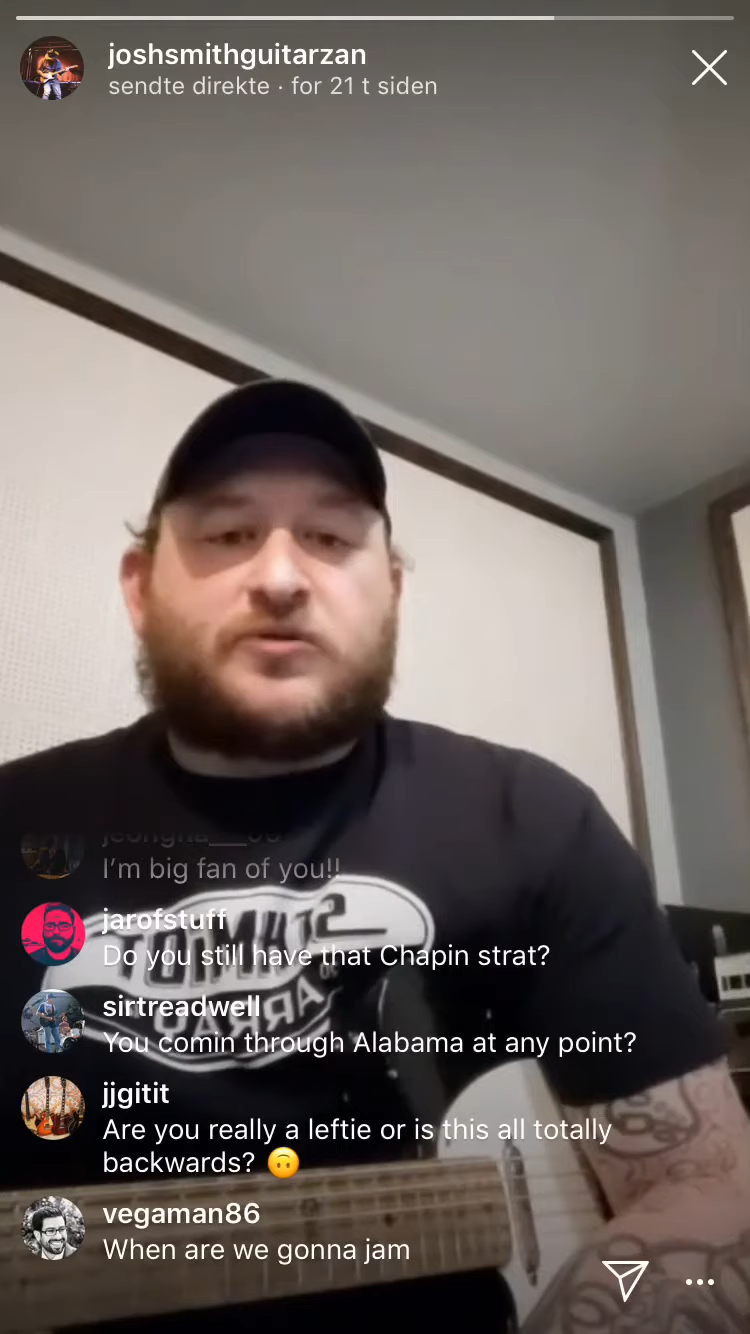 joshsmithguitarzan
sendte direkte · for 21 t siden
I'm big fan of you!!
jarofstuff
Do you still have that Chapin strat?
sirtreadwell
You comin through Alabama at any point?
jjgitit
Are you really a leftie or is this all totally
backwards? 🙃
vegaman86
When are we gonna jam